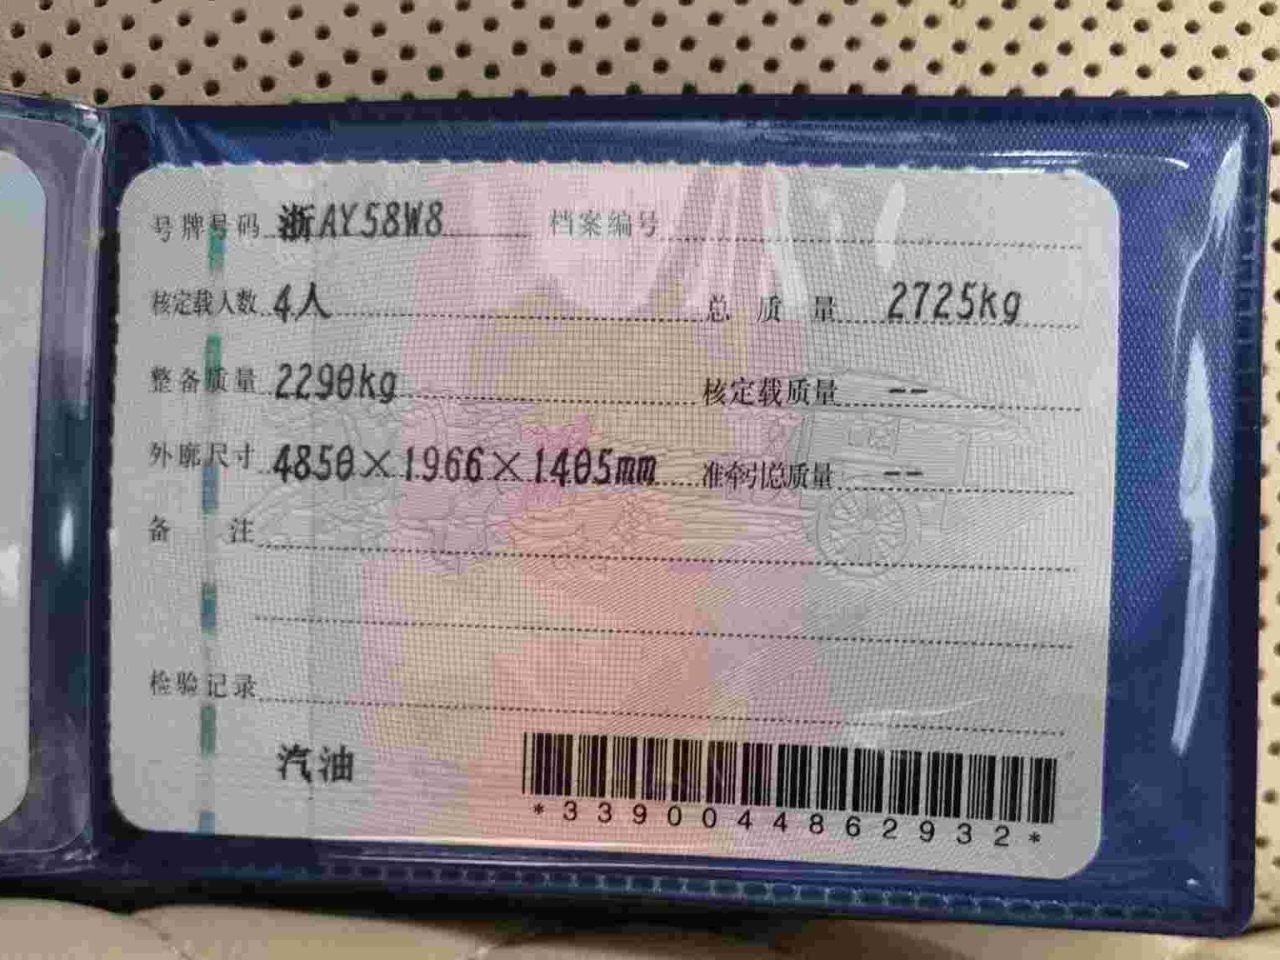 号牌号码 浙AY58W8 档案编号
核定载人数 4人 总质量 2725kg
整备质量 2290kg 核定载质量 --
外廓尺寸 4850×1966×1405mm 准牵引总质量 --
备注
检验记录
汽油
*3390044862932*